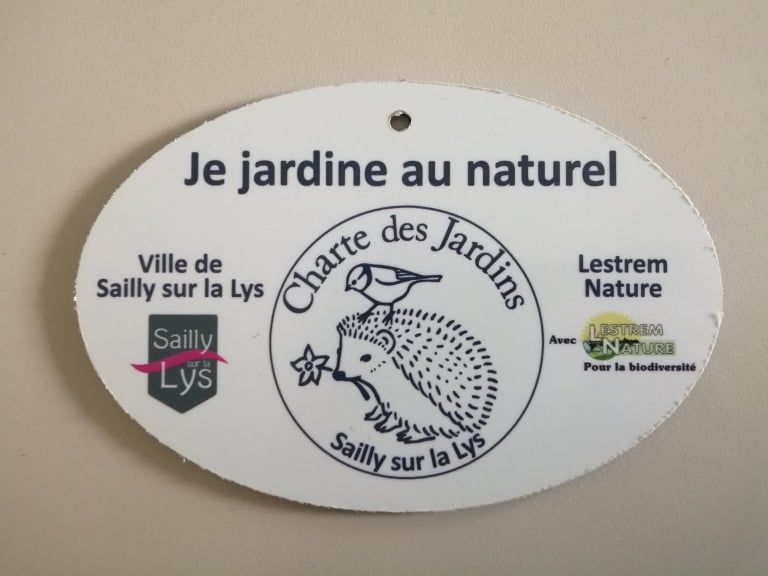 Je jardine au naturel
Charte des Jardins
Sailly sur la Lys
Ville de
Sailly sur la Lys
Sailly
sur la
Lys
Lestrem
Nature
Avec
LESTREM
NATURE
Pour la biodiversité